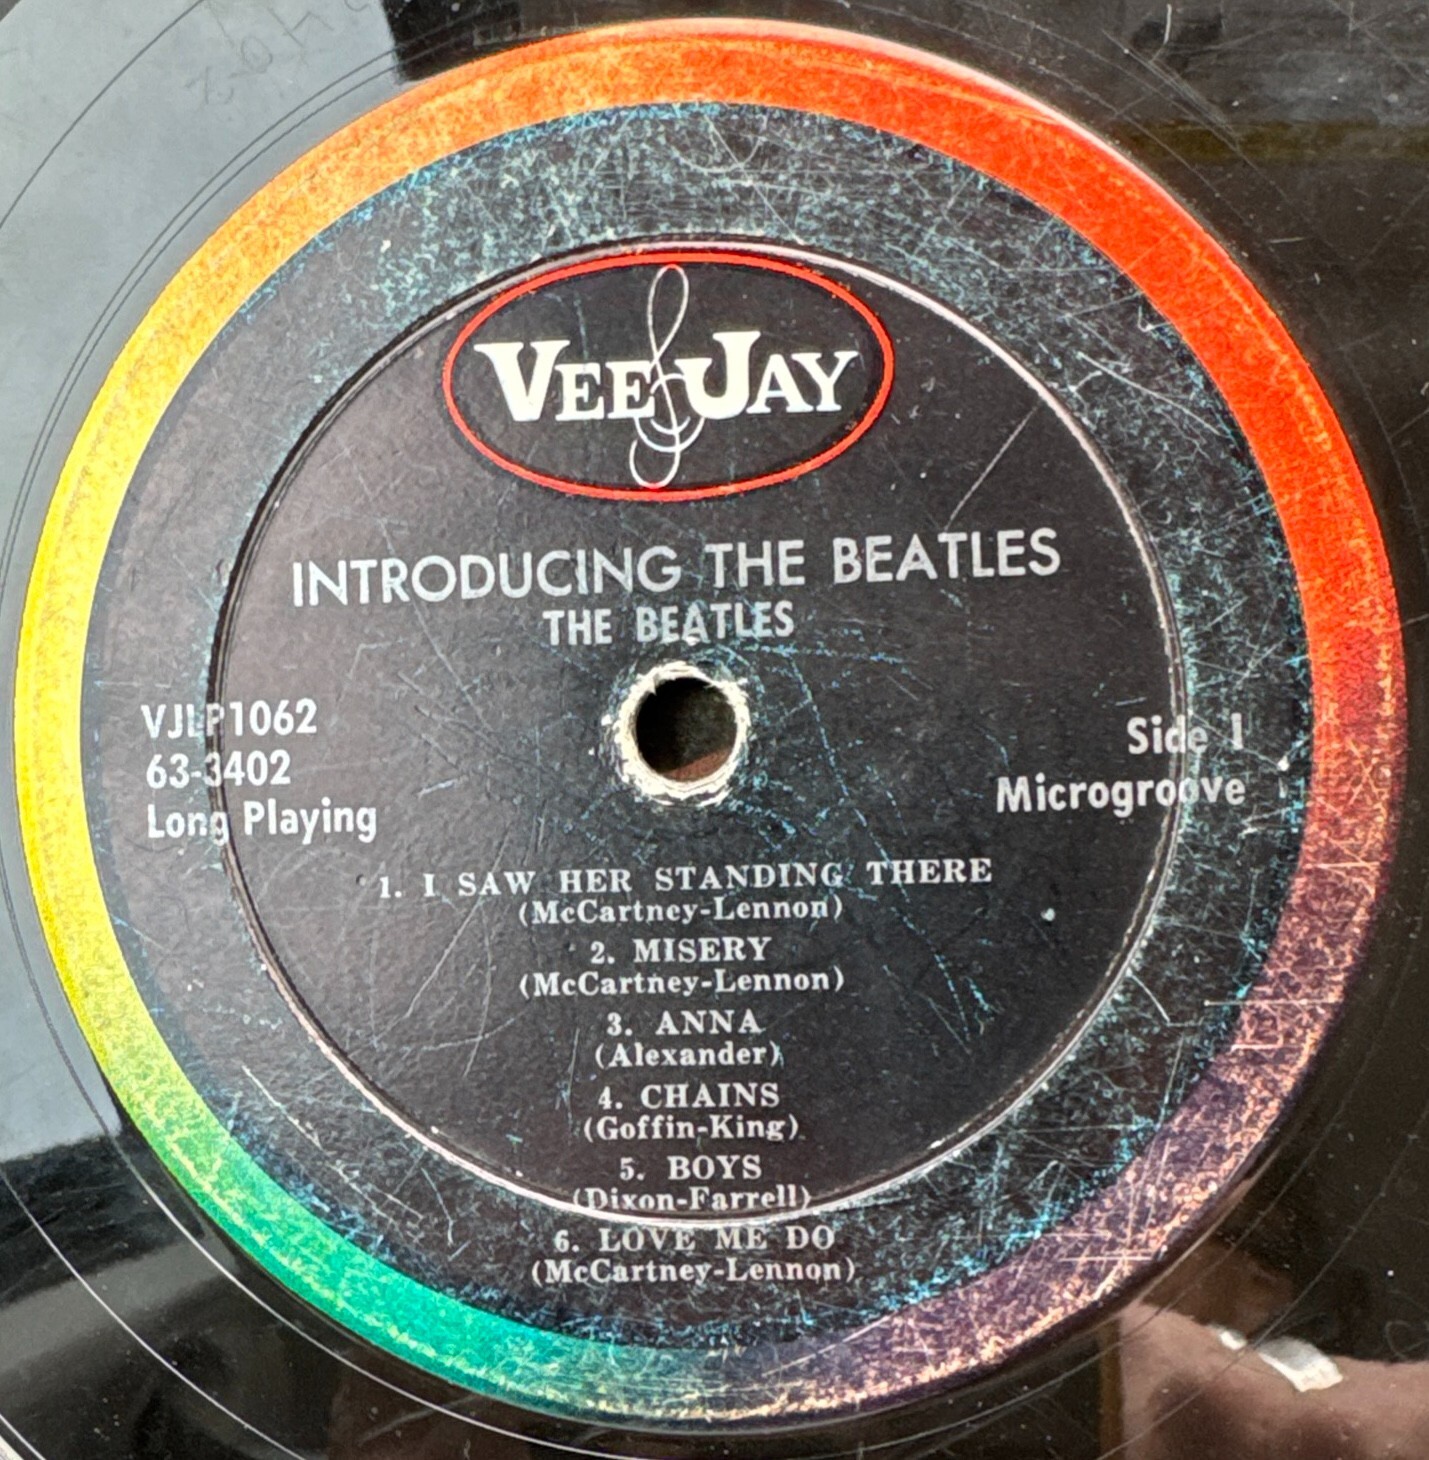 VEE JAY
INTRODUCING THE BEATLES
THE BEATLES
VJLP1062
63-3402
Long Playing
Side 1
Microgroove
1. I SAW HER STANDING THERE
(McCartney-Lennon)
2. MISERY
(McCartney-Lennon)
3. ANNA
(Alexander)
4. CHAINS
(Goffin-King)
5. BOYS
(Dixon-Farrell)
6. LOVE ME DO
(McCartney-Lennon)